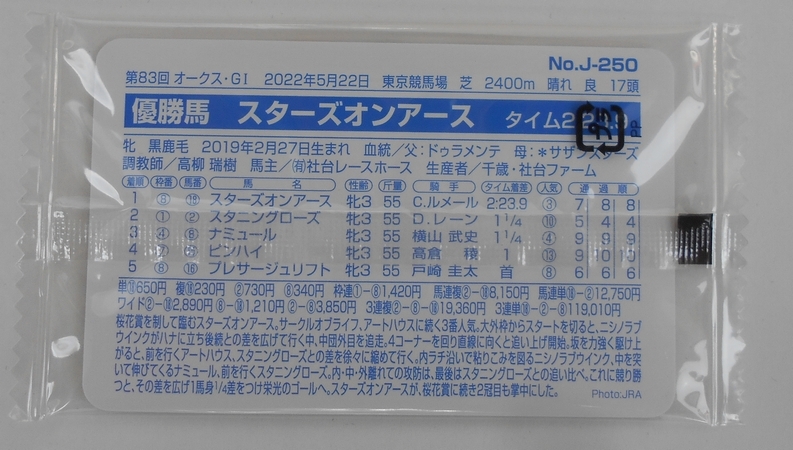 No.J-250
第83回 オークス・GI 2022年5月22日 東京競馬場 芝 2400m 晴れ 良 17頭
優勝馬 スターズオンアース タイム2:23.9
牝 黒鹿毛 2019年2月27日生まれ 血統/父:ドゥラメンテ 母:*サザンスターズ
調教師/高柳 瑞樹 馬主/㈲社台レースホース 生産者/千歳・社台ファーム
着順 枠番 馬番 馬名 性齢 斤量 騎手 タイム着差 人気 通過順
1 ⑧ ⑱ スターズオンアース 牝3 55 C.ルメール 2:23.9 ③ 7 8 8
2 ① ② スタニングローズ 牝3 55 D.レーン 1 1/4 ⑩ 5 4 4
3 ④ ⑧ ナミュール 牝3 55 横山 武史 1 1/4 ④ 9 9 9
4 ピンハイ 牝3 55 高倉 稜 1 ⑬ 9 10 10
5 ⑧ ⑯ プレサージュリフト 牝3 55 戸崎 圭太 首 ⑧ 6 6 6
単⑱650円 複⑱230円 ②730円 ⑧340円 枠連①-⑧1,420円 馬連複②-⑱8,150円 馬連単⑱-②12,750円
ワイド②-⑱2,890円 ⑧-⑱1,210円 ②-⑧3,850円 3連複②-⑧-⑱19,360円 3連単⑱-②-⑧119,010円
桜花賞を制して臨むスターズオンアース。サークルオブライフ、アートハウスに続く3番人気。大外枠からスタートを切ると、ニシノラブ
ウインクがハナに立ち後続との差を広げて行く中、中団外目を追走。4コーナーを回り直線に向くと追い上げ開始。坂を力強く駆け上
がると、前を行くアートハウス、スタニングローズとの差を徐々に縮めて行く。内ラチ沿いで粘りこみを図るニシノラブウインク、中を突
いて伸びてくるナミュール、前を行くスタニングローズ。内・中・外離れての攻防は、最後はスタニングローズとの追い比べ。これに競り勝
つと、その差を広げ1馬身1/4差をつけ栄光のゴールへ。スターズオンアースが、桜花賞に続き2冠目も掌中にした。
Photo:JRA